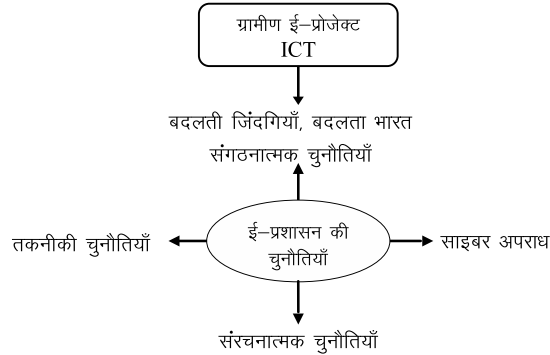 ग्रामीण ई–प्रोजेक्ट
ICT
बदलती जिंदगियाँ, बदलता भारत
संगठनात्मक चुनौतियाँ
ई–प्रशासन की
चुनौतियाँ
तकनीकी चुनौतियाँ
साइबर अपराध
संरचनात्मक चुनौतियाँ